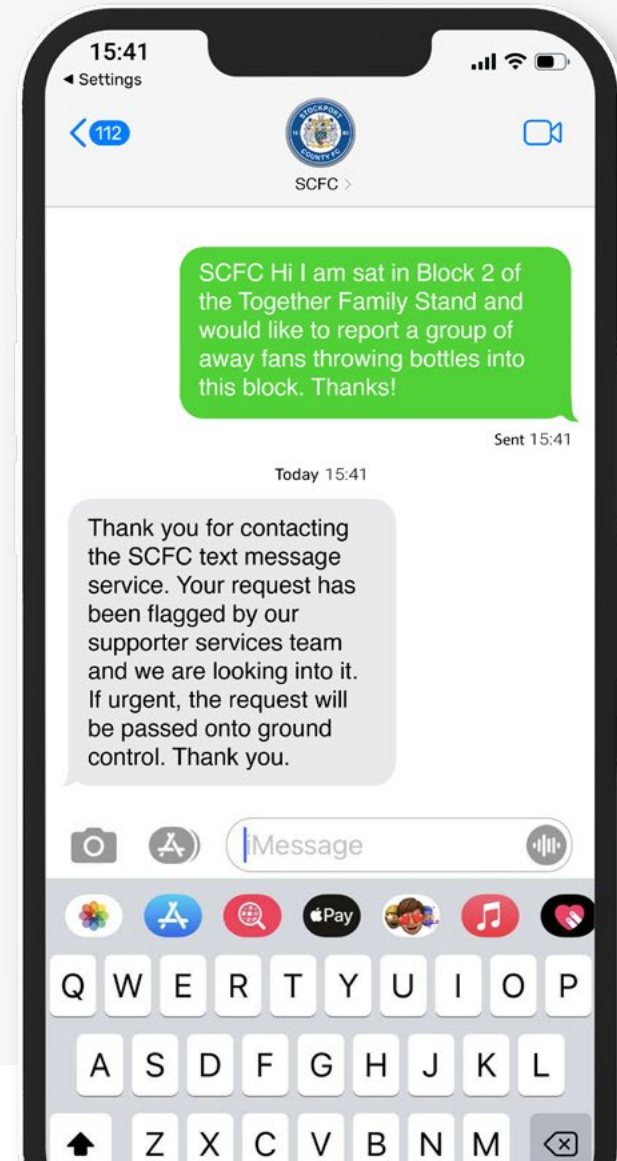 15:41
Settings
112
STOCKPORT
COUNTY FC
SCFC
SCFC Hi I am sat in Block 2 of
the Together Family Stand and
would like to report a group of
away fans throwing bottles into
this block. Thanks!
Sent 15:41
Today 15:41
Thank you for contacting
the SCFC text message
service. Your request has
been flagged by our
supporter services team
and we are looking into it.
If urgent, the request will
be passed onto ground
control. Thank you.
iMessage
Pay
Q W E R T Y U I O P
A S D F G H J K L
Z X C V B N M